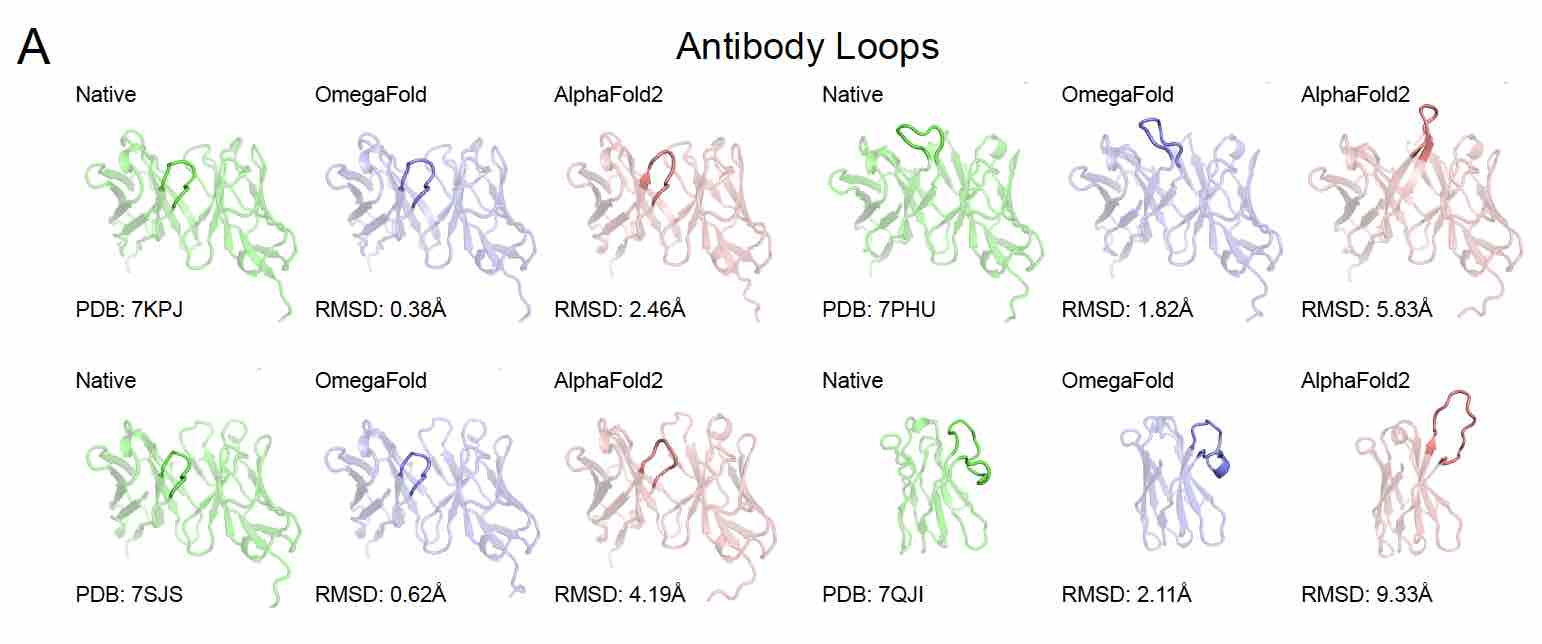 A
Antibody Loops
Native OmegaFold AlphaFold2 Native OmegaFold AlphaFold2
PDB: 7KPJ RMSD: 0.38Å RMSD: 2.46Å PDB: 7PHU RMSD: 1.82Å RMSD: 5.83Å
Native OmegaFold AlphaFold2 Native OmegaFold AlphaFold2
PDB: 7SJS RMSD: 0.62Å RMSD: 4.19Å PDB: 7QJI RMSD: 2.11Å RMSD: 9.33Å